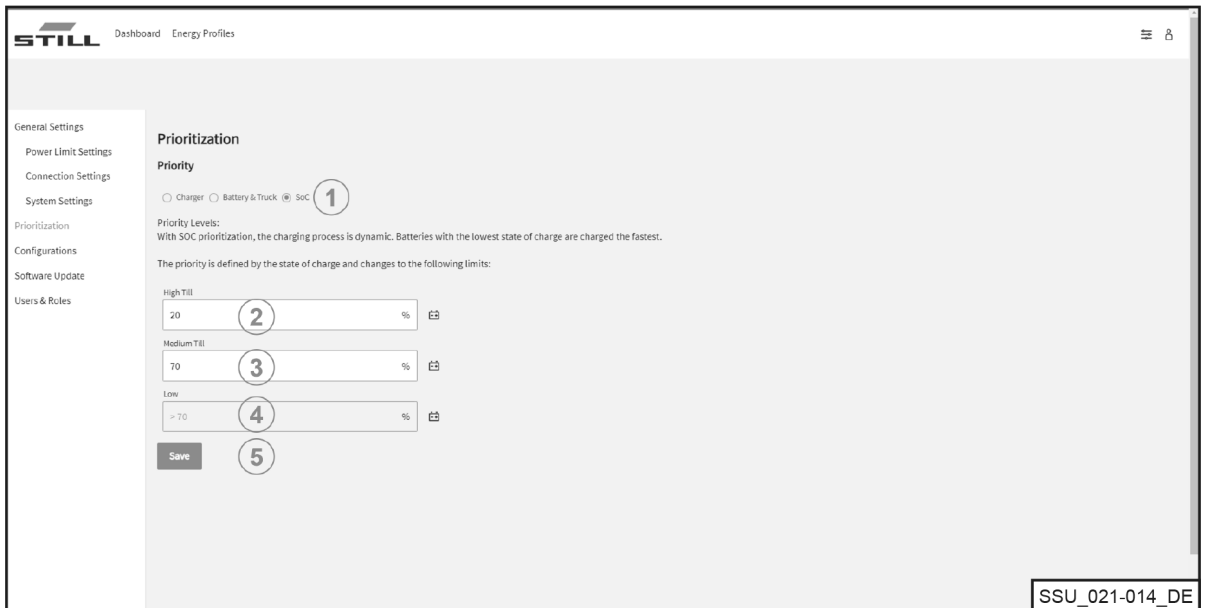 STILL
Dashboard Energy Profiles
General Settings
Power Limit Settings
Connection Settings
System Settings
Prioritization
Configurations
Software Update
Users & Roles
Prioritization
Priority
Charger Battery & Truck SoC 1
Priority Levels:
With SOC prioritization, the charging process is dynamic. Batteries with the lowest state of charge are charged the fastest.
The priority is defined by the state of charge and changes to the following limits:
High Till
20 2 %
Medium Till
70 3 %
Low
> 70 4 %
Save 5
SSU_021-014_DE